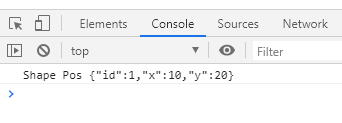 Elements Console Sources Network
top Filter
Shape Pos {"id":1,"x":10,"y":20}